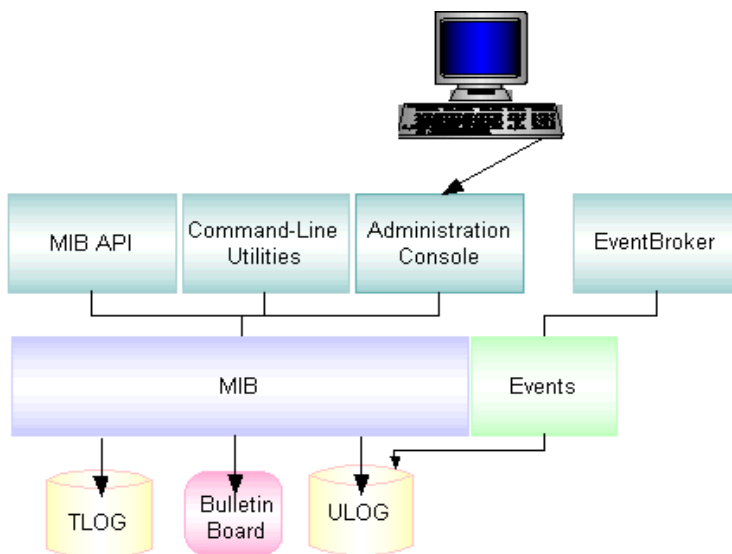 MIB API
Command-Line
Utilities
Administration
Console
EventBroker
MIB
Events
TLOG
Bulletin
Board
ULOG